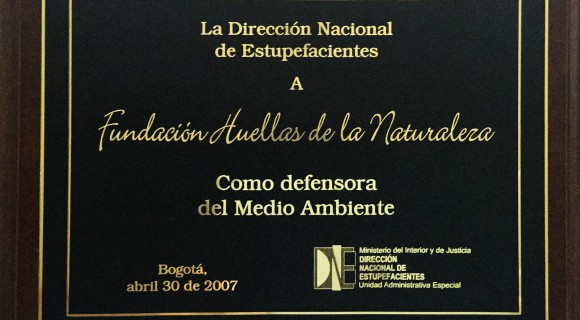 La Dirección Nacional
de Estupefacientes
A
Fundación Huellas de la Naturaleza
Como defensora
del Medio Ambiente
Bogotá,
abril 30 de 2007
DNE
Ministerio del Interior y de Justicia
DIRECCIÓN
NACIONAL DE
ESTUPEFACIENTES
Unidad Administrativa Especial